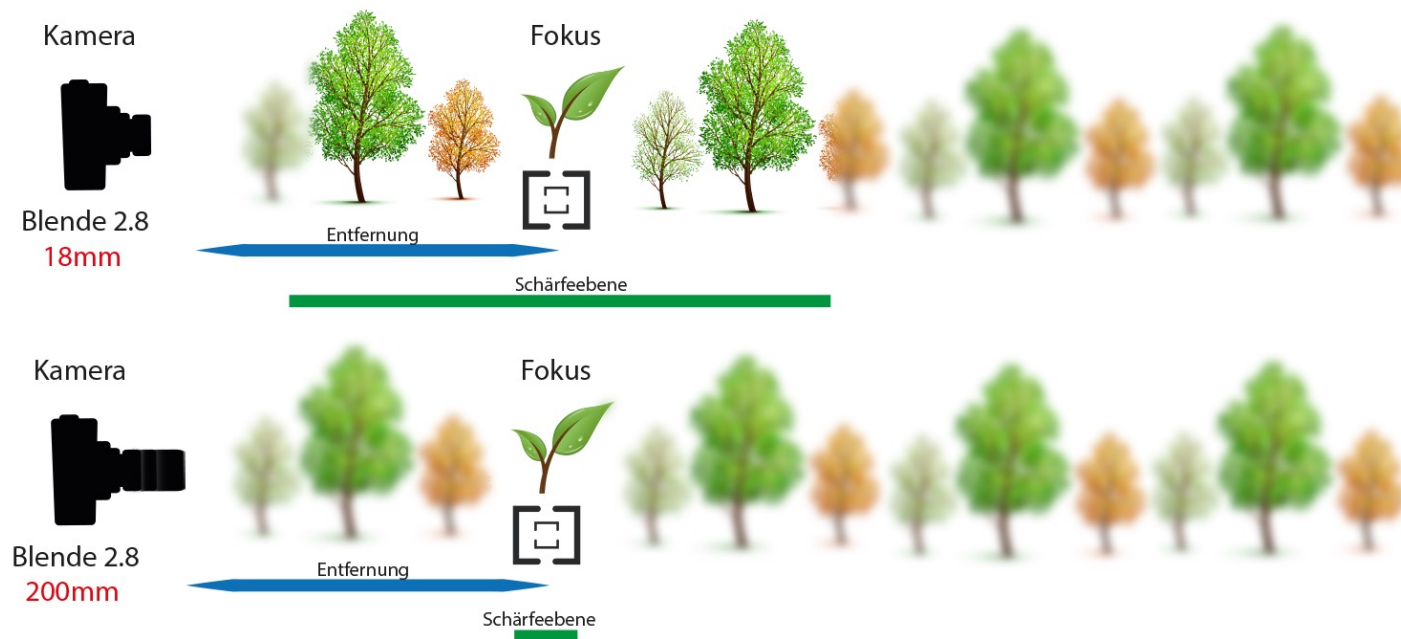 Kamera
Fokus
Blende 2.8
18mm
Entfernung
Schärfeebene
Kamera
Fokus
Blende 2.8
200mm
Entfernung
Schärfeebene